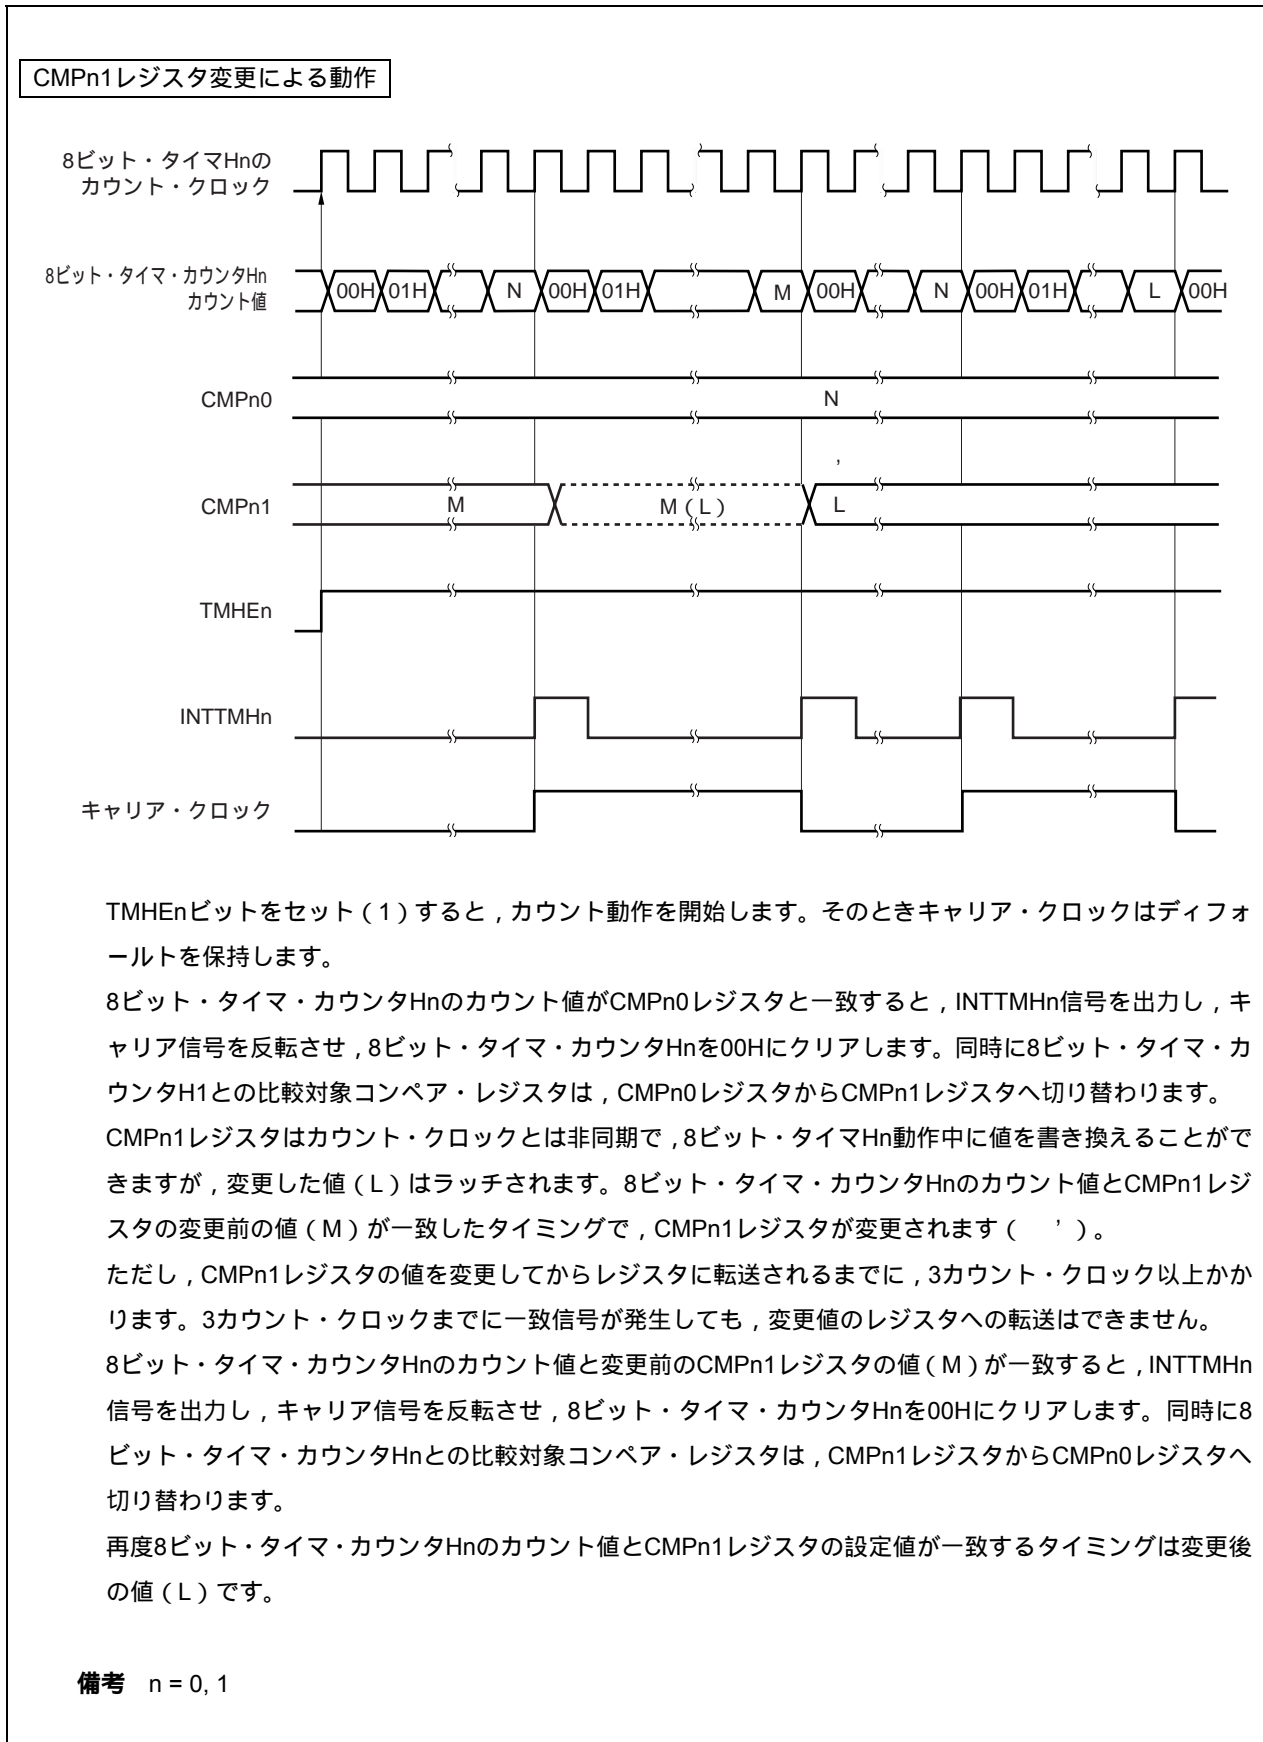 CMPn1レジスタ変更による動作
8ビット・タイマHnの
カウント・クロック
8ビット・タイマ・カウンタHn
カウント値
00H 01H N 00H 01H M 00H N 00H 01H L 00H
CMPn0
N
,
CMPn1
M M(L) L
TMHEn
INTTMHn
キャリア・クロック
TMHEnビットをセット(1)すると,カウント動作を開始します。そのときキャリア・クロックはディフォ
ールトを保持します。
8ビット・タイマ・カウンタHnのカウント値がCMPn0レジスタと一致すると,INTTMHn信号を出力し,キ
ャリア信号を反転させ,8ビット・タイマ・カウンタHnを00Hにクリアします。同時に8ビット・タイマ・カ
ウンタH1との比較対象コンペア・レジスタは,CMPn0レジスタからCMPn1レジスタへ切り替わります。
CMPn1レジスタはカウント・クロックとは非同期で,8ビット・タイマHn動作中に値を書き換えることがで
きますが,変更した値(L)はラッチされます。8ビット・タイマ・カウンタHnのカウント値とCMPn1レジ
スタの変更前の値(M)が一致したタイミングで,CMPn1レジスタが変更されます( ’)。
ただし,CMPn1レジスタの値を変更してからレジスタに転送されるまでに,3カウント・クロック以上かか
ります。3カウント・クロックまでに一致信号が発生しても,変更値のレジスタへの転送はできません。
8ビット・タイマ・カウンタHnのカウント値と変更前のCMPn1レジスタの値(M)が一致すると,INTTMHn
信号を出力し,キャリア信号を反転させ,8ビット・タイマ・カウンタHnを00Hにクリアします。同時に8
ビット・タイマ・カウンタHnとの比較対象コンペア・レジスタは,CMPn1レジスタからCMPn0レジスタへ
切り替わります。
再度8ビット・タイマ・カウンタHnのカウント値とCMPn1レジスタの設定値が一致するタイミングは変更後
の値(L)です。
備考 n = 0, 1